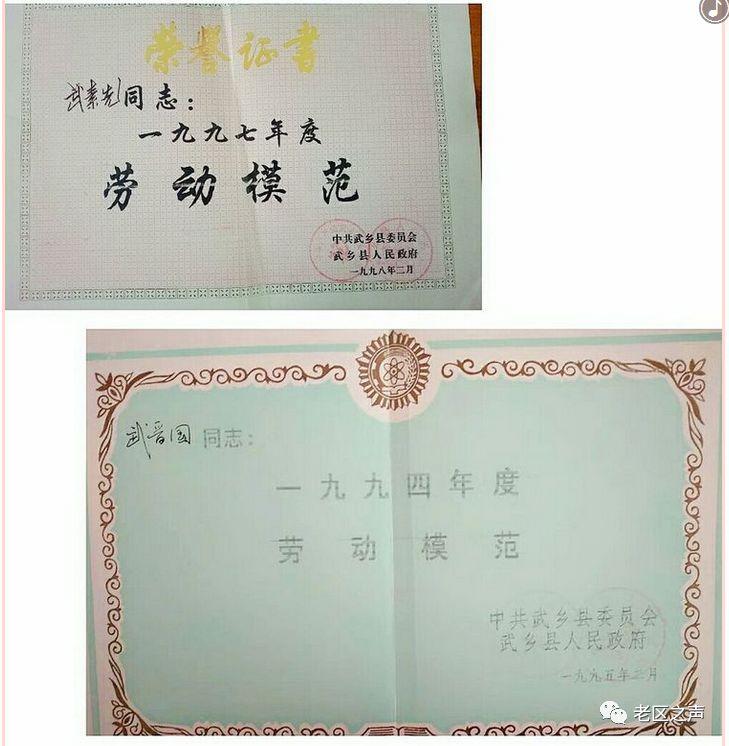 荣誉证书
武素先同志：
一九九七年度
劳动模范
中共武乡县委员会
武乡县人民政府
一九九八年二月
武晋国同志：
一九九四年度
劳动模范
中共武乡县委员会
武乡县人民政府
一九九五年二月
老区之声